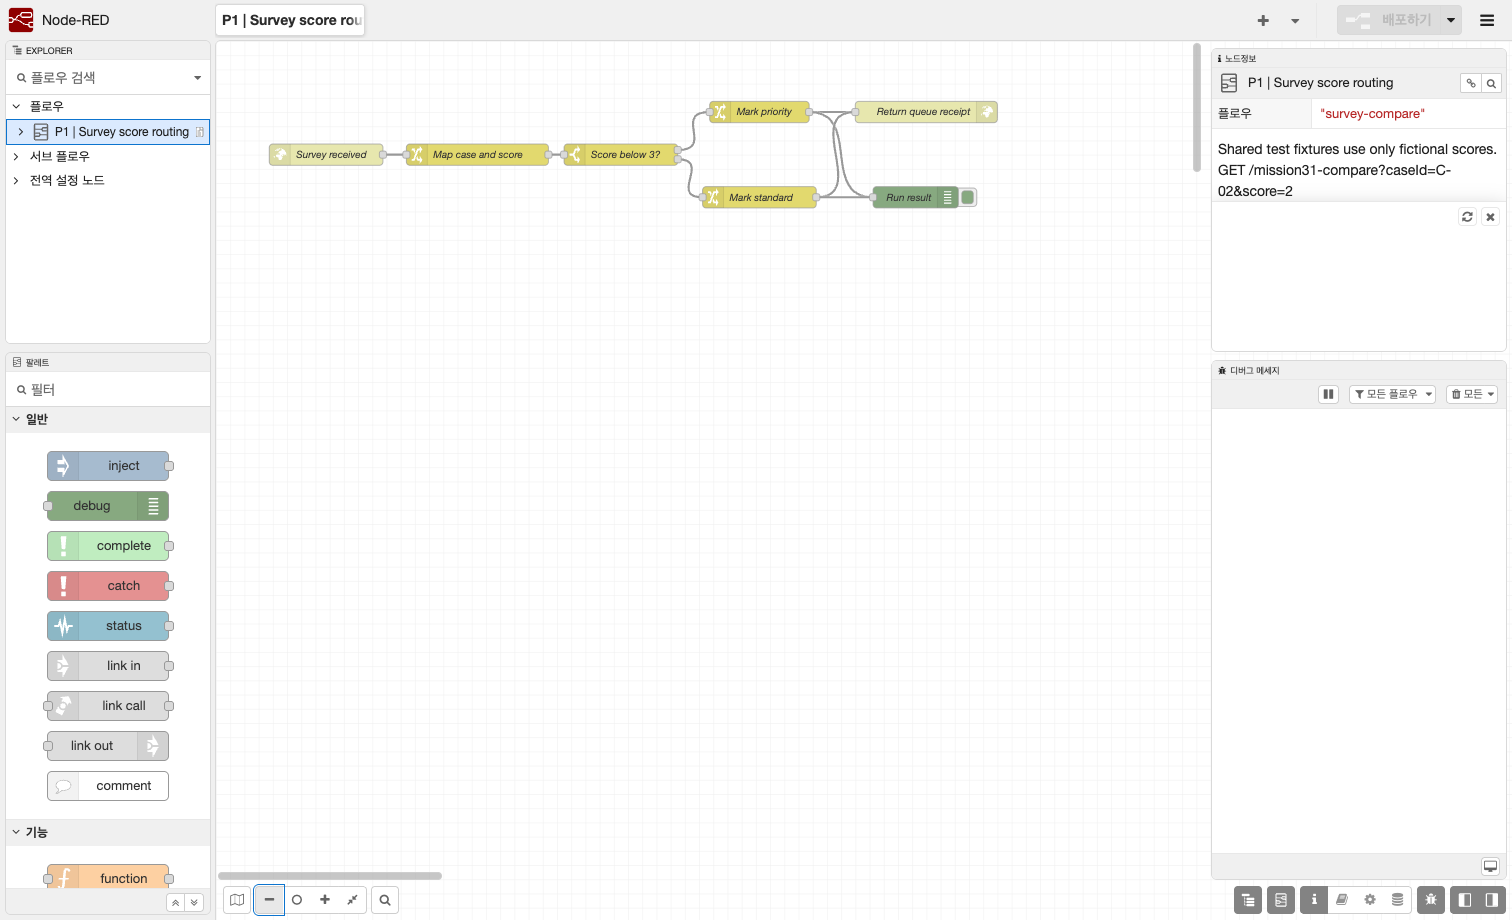 Node-RED
P1 | Survey score rou
배포하기
EXPLORER
플로우 검색
플로우
P1 | Survey score routing
서브 플로우
전역 설정 노드
팔레트
필터
일반
inject
debug
complete
catch
status
link in
link call
link out
comment
기능
function
Survey received
Map case and score
Score below 3?
Mark priority
Mark standard
Return queue receipt
Run result
노드정보
P1 | Survey score routing
플로우 "survey-compare"
Shared test fixtures use only fictional scores.
GET /mission31-compare?caseId=C-
02&score=2
디버그 메세지
모든 플로우
모든